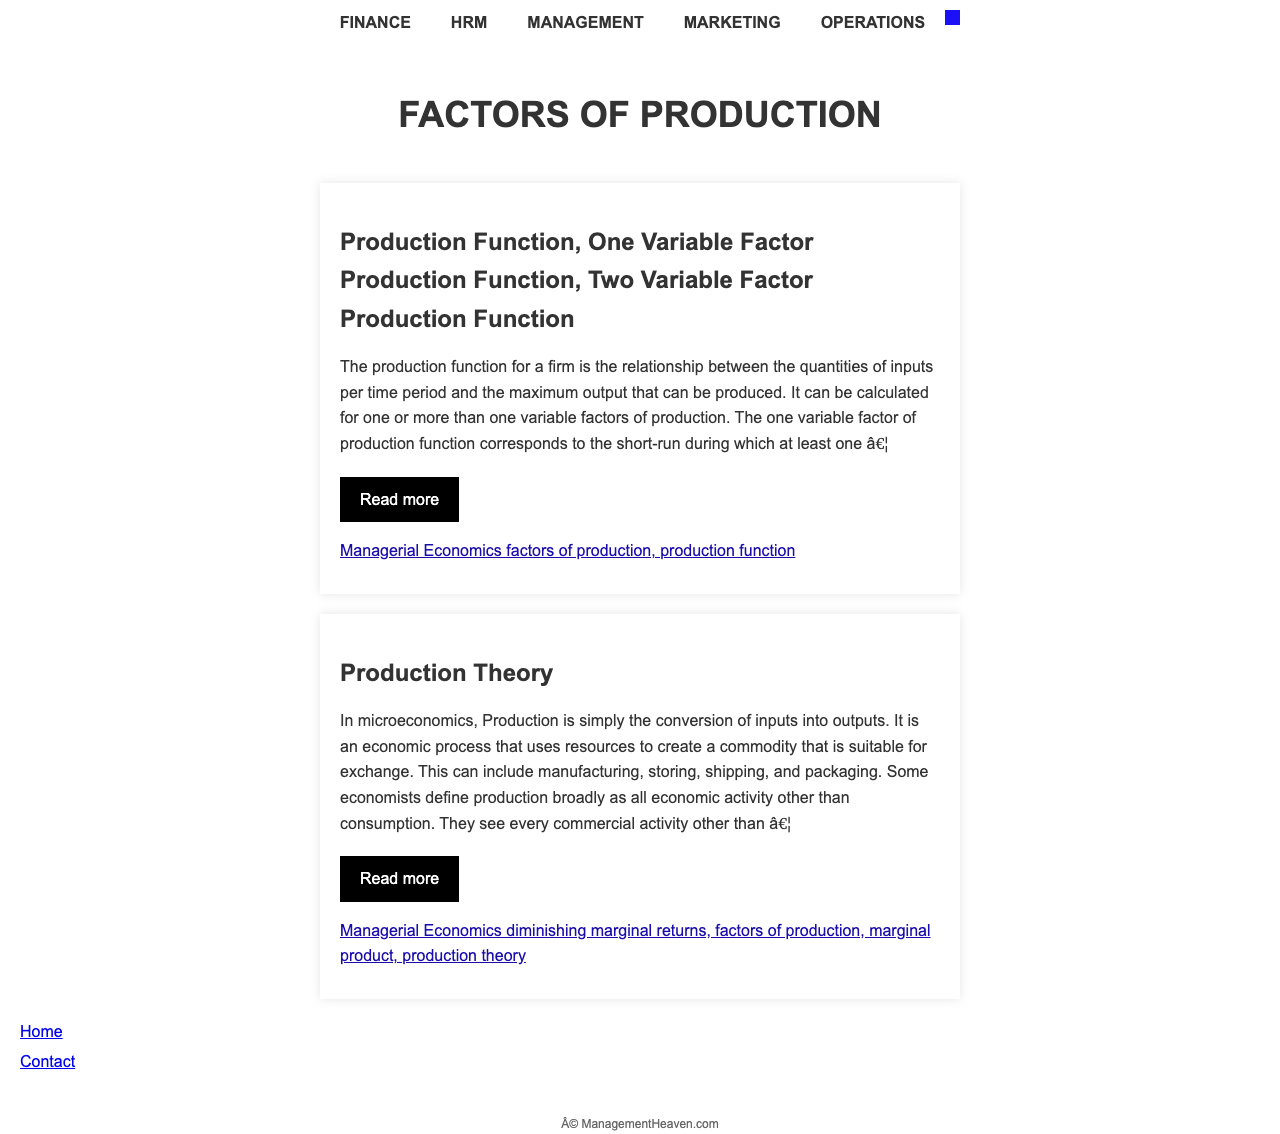 FINANCE HRM MANAGEMENT MARKETING OPERATIONS
FACTORS OF PRODUCTION
Production Function, One Variable Factor
Production Function, Two Variable Factor
Production Function
The production function for a firm is the relationship between the quantities of inputs
per time period and the maximum output that can be produced. It can be calculated
for one or more than one variable factors of production. The one variable factor of
production function corresponds to the short-run during which at least one â€¦
Read more
Managerial Economics factors of production, production function
Production Theory
In microeconomics, Production is simply the conversion of inputs into outputs. It is
an economic process that uses resources to create a commodity that is suitable for
exchange. This can include manufacturing, storing, shipping, and packaging. Some
economists define production broadly as all economic activity other than
consumption. They see every commercial activity other than â€¦
Read more
Managerial Economics diminishing marginal returns, factors of production, marginal
product, production theory
Home
Contact
Â© ManagementHeaven.com